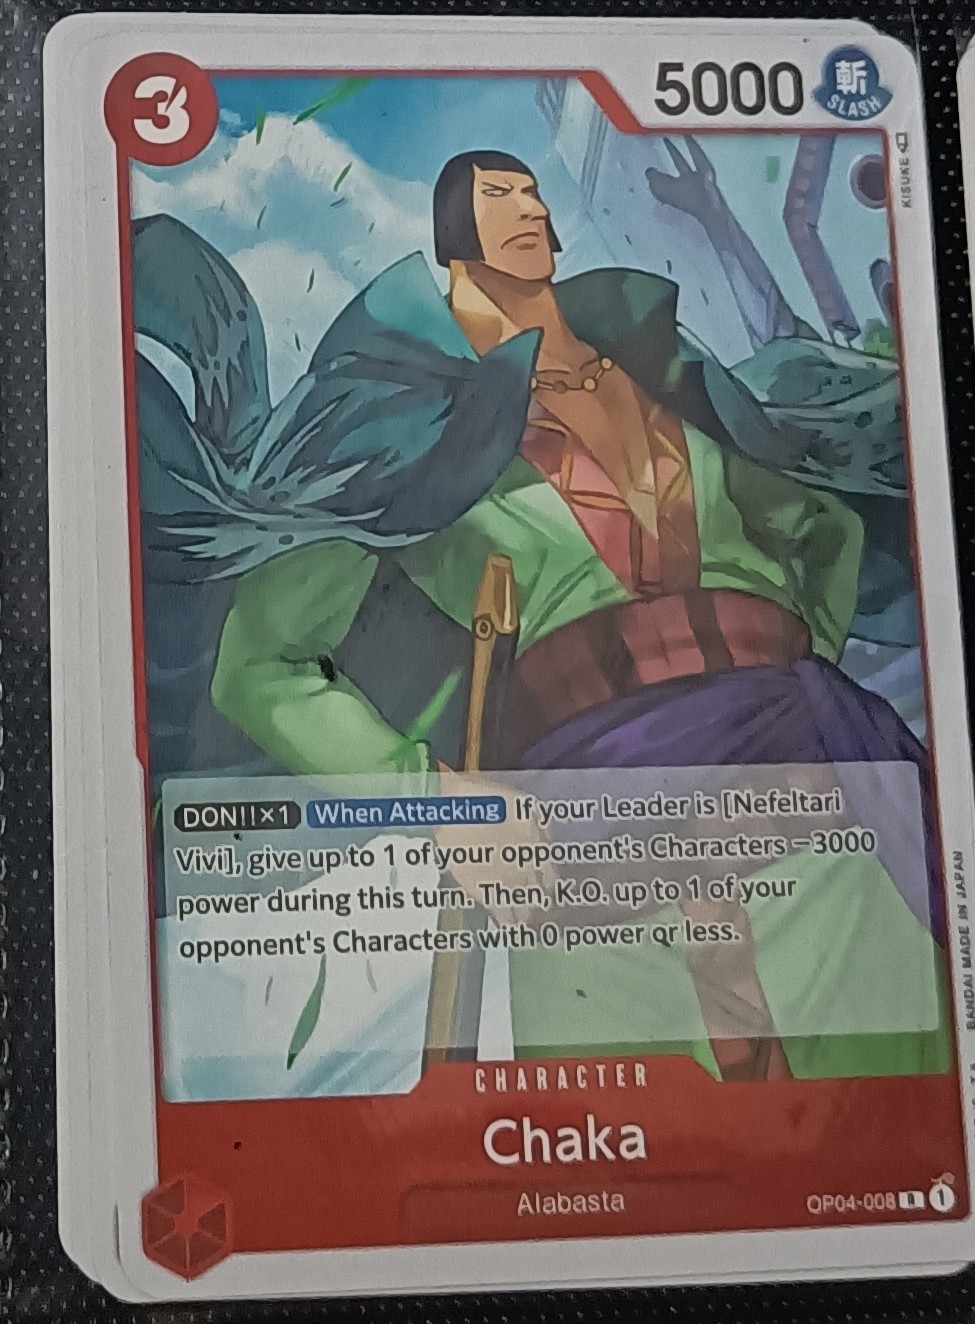 3
5000
斬
SLASH
KISUKE
DON!!×1 When Attacking If your Leader is [Nefeltari
Vivi], give up to 1 of your opponent's Characters −3000
power during this turn. Then, K.O. up to 1 of your
opponent's Characters with 0 power or less.
BANDAI MADE IN JAPAN
CHARACTER
Chaka
Alabasta
OP04-008 1